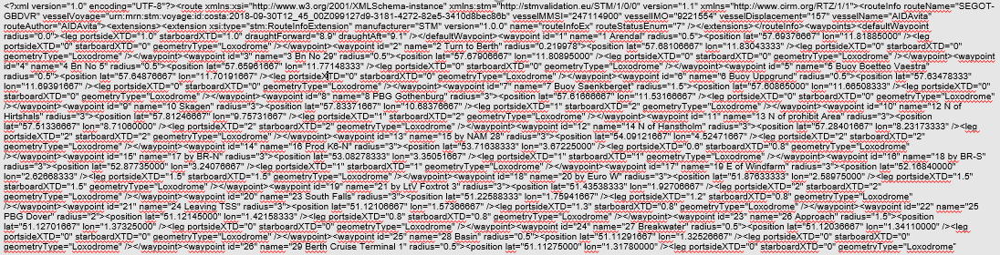 <?xml version="1.0" encoding="UTF-8"?><route xmlns:xsi="http://www.w3.org/2001/XMLSchema-instance" xmlns:stm="http://stmvalidation.eu/STM/1/0/0" version="1.1" xmlns="http://www.cirm.org/RTZ/1/1"><routeInfo routeName="SEGOT-
GBDVR" vesselVoyage="urn:mrn:stm:voyage:id:costa:2018-09-30T12_45_00Z099127d9-3181-4272-82e5-3410d8bec86b" vesselMMSI="247114900" vesselIMO="9221554" vesselDisplacement="157" vesselName="AIDAvita"
routeAuthor="AIDAvita"><extensions><extension xsi:type="stm:RouteInfoExtension" manufacturer="STM" version="1.0.0" name="routeInfoEx" routeStatusEnum="7" /></extensions></routeInfo><waypoints><defaultWaypoint
radius="0.0"><leg portsideXTD="1.0" starboardXTD="1.0" draughtForward="8.9" draughtAft="9.1" /></defaultWaypoint><waypoint id="1" name="1 Arendal" radius="0.5"><position lat="57.69376667" lon="11.81885000" /><leg
portsideXTD="0" starboardXTD="0" geometryType="Loxodrome" /></waypoint><waypoint id="2" name="2 Turn to Berth" radius="0.219978"><position lat="57.68106667" lon="11.83043333" /><leg portsideXTD="0" starboardXTD="0"
geometryType="Loxodrome" /></waypoint><waypoint id="3" name="3 Bn No 29" radius="0.5"><position lat="57.67906667" lon="11.80895000" /><leg portsideXTD="0" starboardXTD="0" geometryType="Loxodrome" /></waypoint><waypoint
id="4" name="4 Bn No 5" radius="0.5"><position lat="57.65961667" lon="11.77148333" /><leg portsideXTD="0" starboardXTD="0" geometryType="Loxodrome" /></waypoint><waypoint id="5" name="5 Buoy Boettoo Vaestra"
radius="0.5"><position lat="57.64876667" lon="11.70191667" /><leg portsideXTD="0" starboardXTD="0" geometryType="Loxodrome" /></waypoint><waypoint id="6" name="6 Buoy Uppgrund" radius="0.5"><position lat="57.63478333"
lon="11.69391667" /><leg portsideXTD="0" starboardXTD="0" geometryType="Loxodrome" /></waypoint><waypoint id="7" name="7 Buoy Saenkberget" radius="1.5"><position lat="57.60855000" lon="11.66508333" /><leg portsideXTD="0"
starboardXTD="0" geometryType="Loxodrome" /></waypoint><waypoint id="8" name="8 PBG Gothenburg" radius="3"><position lat="57.61666667" lon="11.53166667" /><leg portsideXTD="0" starboardXTD="0" geometryType="Loxodrome"
/></waypoint><waypoint id="9" name="10 Skagen" radius="3"><position lat="57.83371667" lon="10.68376667" /><leg portsideXTD="1" starboardXTD="2" geometryType="Loxodrome" /></waypoint><waypoint id="10" name="12 N of
Hirtshals" radius="3"><position lat="57.81246667" lon="9.75731667" /><leg portsideXTD="1" starboardXTD="2" geometryType="Loxodrome" /></waypoint><waypoint id="11" name="13 N of prohibit Area" radius="3"><position
lat="57.51336667" lon="8.71060000" /><leg portsideXTD="2" starboardXTD="2" geometryType="Loxodrome" /></waypoint><waypoint id="12" name="14 N of Hantsholm" radius="3"><position lat="57.28401667" lon="8.23173333" /><leg
portsideXTD="2" starboardXTD="2" geometryType="Loxodrome" /></waypoint><waypoint id="13" name="15 by NAM 28" radius="3"><position lat="54.09121667" lon="4.52471667" /><leg portsideXTD="2" starboardXTD="2"
geometryType="Loxodrome" /></waypoint><waypoint id="14" name="16 Prod K6-N" radius="3"><position lat="53.71638333" lon="3.67225000" /><leg portsideXTD="0.6" starboardXTD="0.8" geometryType="Loxodrome"
/></waypoint><waypoint id="15" name="17 by BR-N" radius="3"><position lat="53.08278333" lon="3.35051667" /><leg portsideXTD="1" starboardXTD="1" geometryType="Loxodrome" /></waypoint><waypoint id="16" name="18 by BR-S"
radius="3"><position lat="52.87735000" lon="3.24076667" /><leg portsideXTD="1" starboardXTD="1" geometryType="Loxodrome" /></waypoint><waypoint id="17" name="19 E of Windfarm" radius="3"><position lat="52.16840000"
lon="2.62668333" /><leg portsideXTD="1.5" starboardXTD="1.5" geometryType="Loxodrome" /></waypoint><waypoint id="18" name="20 by Euro W" radius="3"><position lat="51.87633333" lon="2.58975000" /><leg portsideXTD="1.5"
starboardXTD="1.5" geometryType="Loxodrome" /></waypoint><waypoint id="19" name="21 by LtV Foxtrot 3" radius="3"><position lat="51.43538333" lon="1.92706667" /><leg portsideXTD="2" starboardXTD="2"
geometryType="Loxodrome" /></waypoint><waypoint id="20" name="23 South Falls" radius="3"><position lat="51.22588333" lon="1.75941667" /><leg portsideXTD="1.2" starboardXTD="0.8" geometryType="Loxodrome"
/></waypoint><waypoint id="21" name="24 Leaving TSS" radius="3"><position lat="51.12106667" lon="1.57366667" /><leg portsideXTD="1.3" starboardXTD="0.8" geometryType="Loxodrome" /></waypoint><waypoint id="22" name="25
PBG Dover" radius="2"><position lat="51.12145000" lon="1.42158333" /><leg portsideXTD="0.8" starboardXTD="0.8" geometryType="Loxodrome" /></waypoint><waypoint id="23" name="26 Approach" radius="1.5"><position
lat="51.12701667" lon="1.37325000" /><leg portsideXTD="0" starboardXTD="0" geometryType="Loxodrome" /></waypoint><waypoint id="24" name="27 Breakwater" radius="0.5"><position lat="51.12036667" lon="1.34110000" /><leg
portsideXTD="0" starboardXTD="0" geometryType="Loxodrome" /></waypoint><waypoint id="25" name="28 Basin" radius="0.5"><position lat="51.11291667" lon="1.32526667" /><leg portsideXTD="0" starboardXTD="0"
geometryType="Loxodrome" /></waypoint><waypoint id="26" name="29 Berth Cruise Terminal 1" radius="0.5"><position lat="51.11275000" lon="1.31780000" /><leg portsideXTD="0" starboardXTD="0" geometryType="Loxodrome"